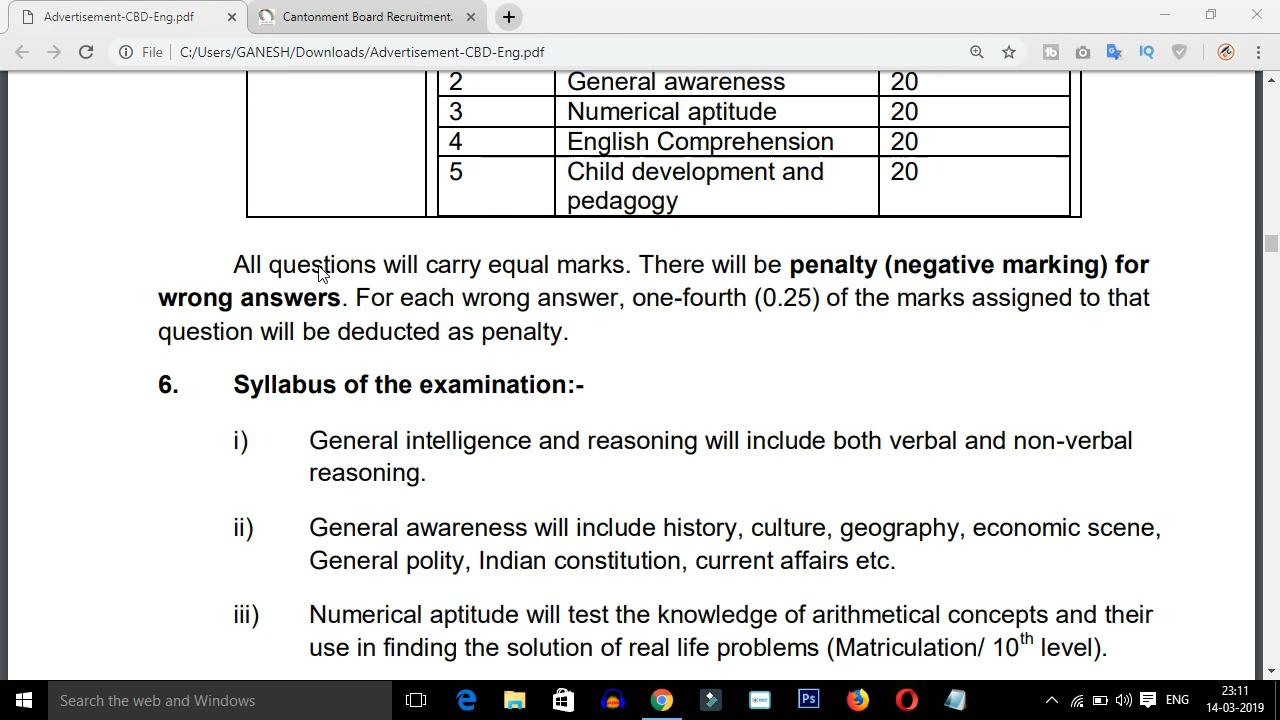 Advertisement-CBD-Eng.pdf
Cantonment Board Recruitment.
File
C:/Users/GANESH/Downloads/Advertisement-CBD-Eng.pdf
2 General awareness 20
3 Numerical aptitude 20
4 English Comprehension 20
5 Child development and 20
pedagogy
All questions will carry equal marks. There will be penalty (negative marking) for
wrong answers. For each wrong answer, one-fourth (0.25) of the marks assigned to that
question will be deducted as penalty.
6. Syllabus of the examination:-
i) General intelligence and reasoning will include both verbal and non-verbal
reasoning.
ii) General awareness will include history, culture, geography, economic scene,
General polity, Indian constitution, current affairs etc.
iii) Numerical aptitude will test the knowledge of arithmetical concepts and their
use in finding the solution of real life problems (Matriculation/ 10th level).
Search the web and Windows
Ps
ENG
23:11
14-03-2019